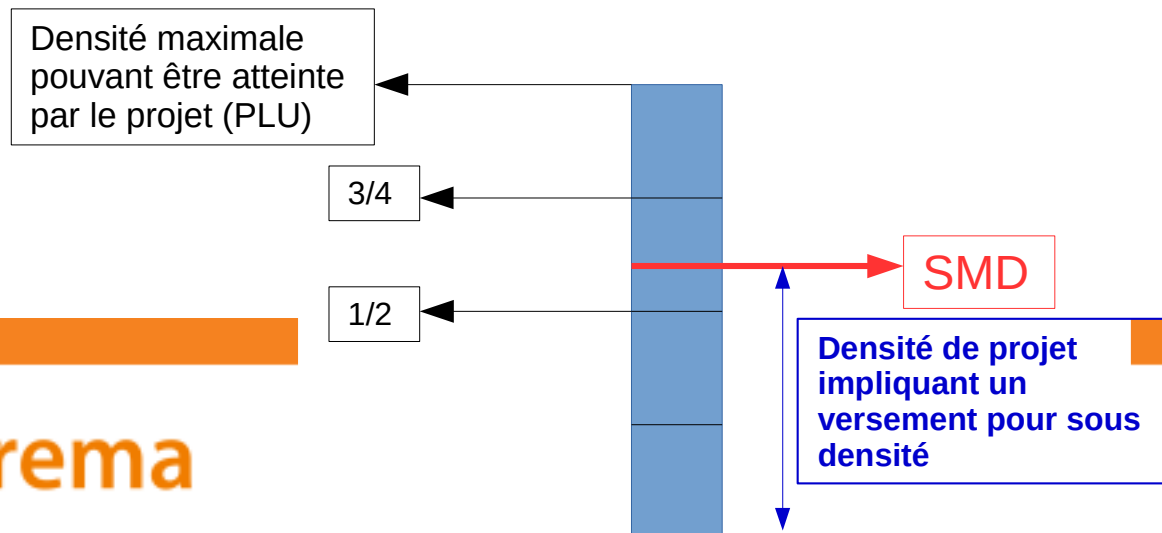 Densité maximale
pouvant être atteinte
par le projet (PLU)
3/4
SMD
1/2
Densité de projet
impliquant un
versement pour sous
densité
rema